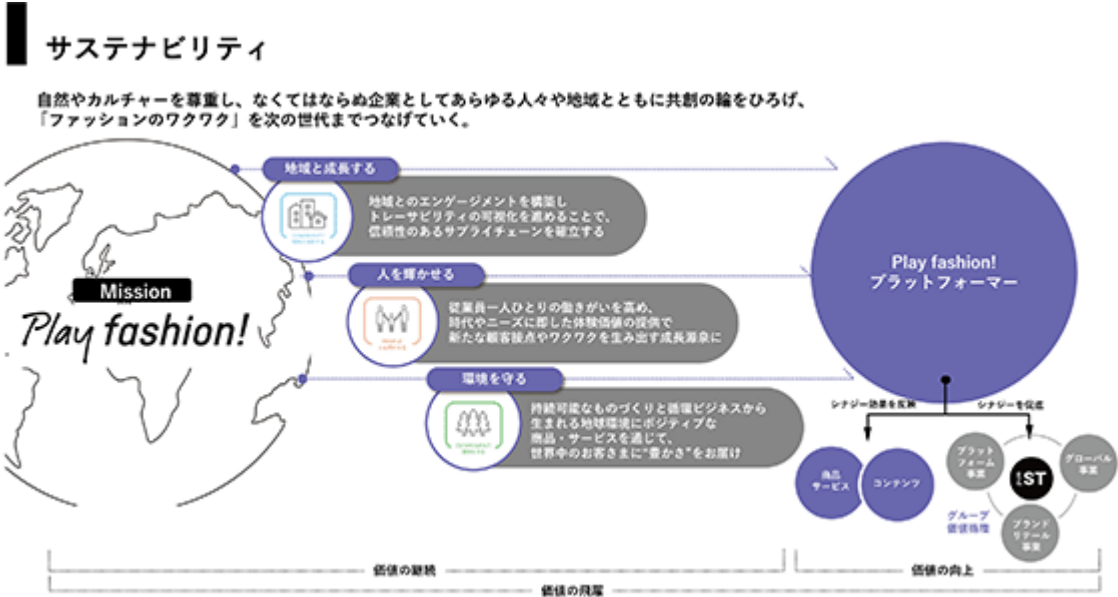 サステナビリティ
自然やカルチャーを尊重し、なくてはならぬ企業としてあらゆる人々や地域とともに共創の輪をひろげ、
「ファッションのワクワク」を次の世代までつなげていく。
地域と成長する
地域とのエンゲージメントを構築し
トレーサビリティの可視化を進めることで、
信頼性のあるサプライチェーンを確立する
Mission
Play fashion!
人を輝かせる
従業員一人ひとりの働きがいを高め、
時代やニーズに即した体験価値の提供で
新たな顧客接点やワクワクを生み出す成長源泉に
環境を守る
持続可能なものづくりと循環ビジネスから
生まれる地球環境にポジティブな
商品・サービスを通じて、
世界中のお客さまに"豊かさ"をお届け
Play fashion!
プラットフォーマー
シナジー効果を
シナジーを促進
商品
サービス
コンテンツ
プラット
フォーム
事業
グローバル
事業
ST
グループ
価値
ブランド
リテール
事業
価値の継続
価値の向上
価値の飛躍